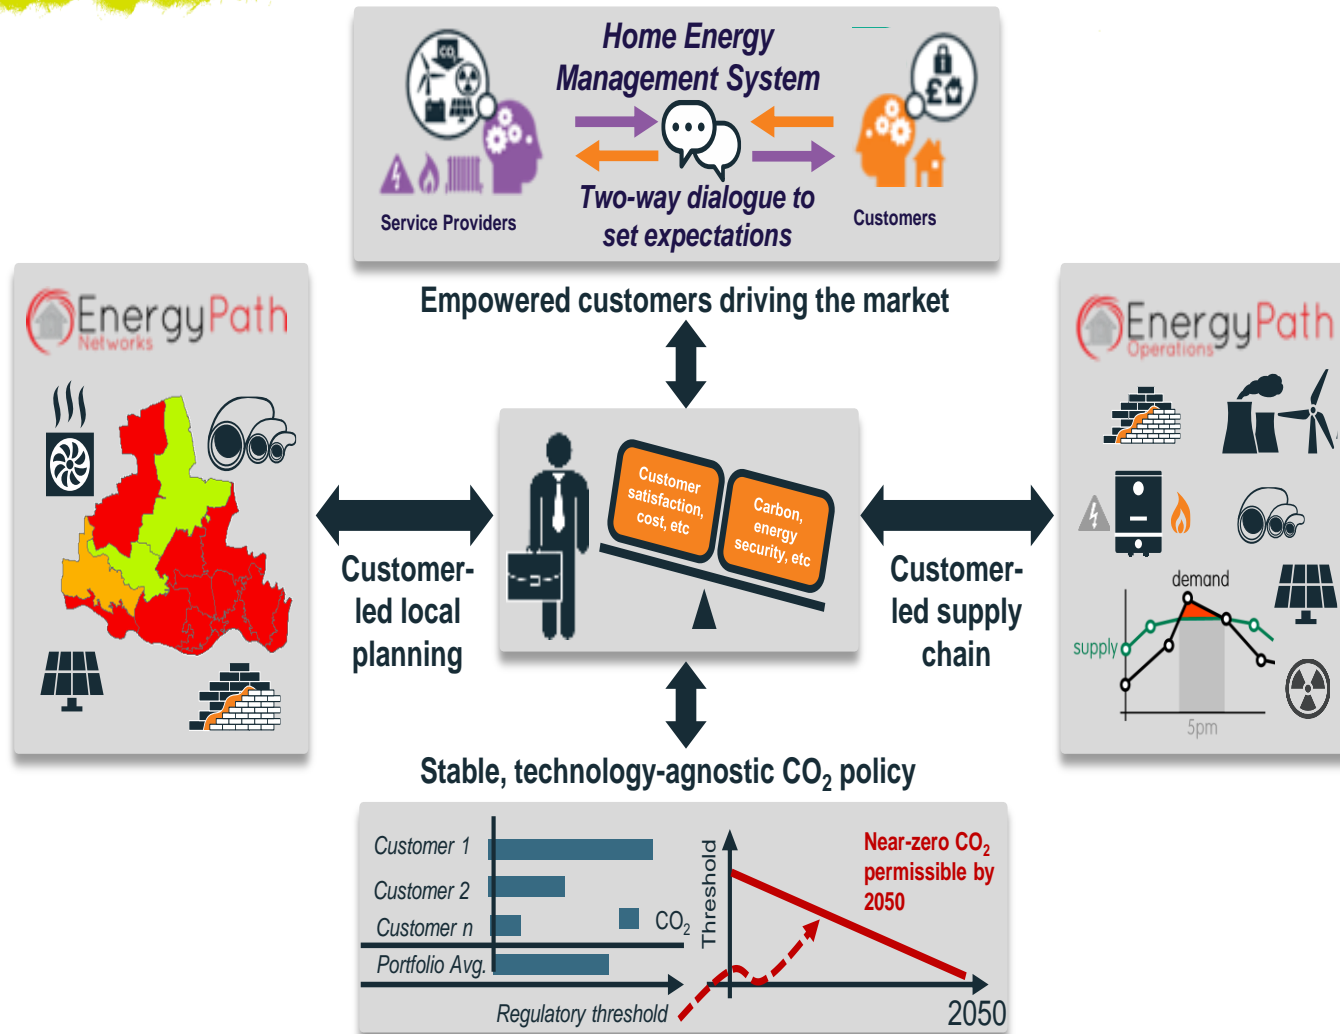 Home Energy
Management System
CO₂
£
Service Providers
Two-way dialogue to
set expectations
Customers
Empowered customers driving the market
EnergyPath
Networks
EnergyPath
Operations
Customer
satisfaction,
cost, etc
Carbon,
energy
security, etc
Customer-
led local
planning
Customer-
led supply
chain
demand
supply
5pm
Stable, technology-agnostic CO₂ policy
Customer 1
Customer 2
Customer n
CO₂
Portfolio Avg.
Regulatory threshold
Threshold
Near-zero CO₂
permissible by
2050
2050